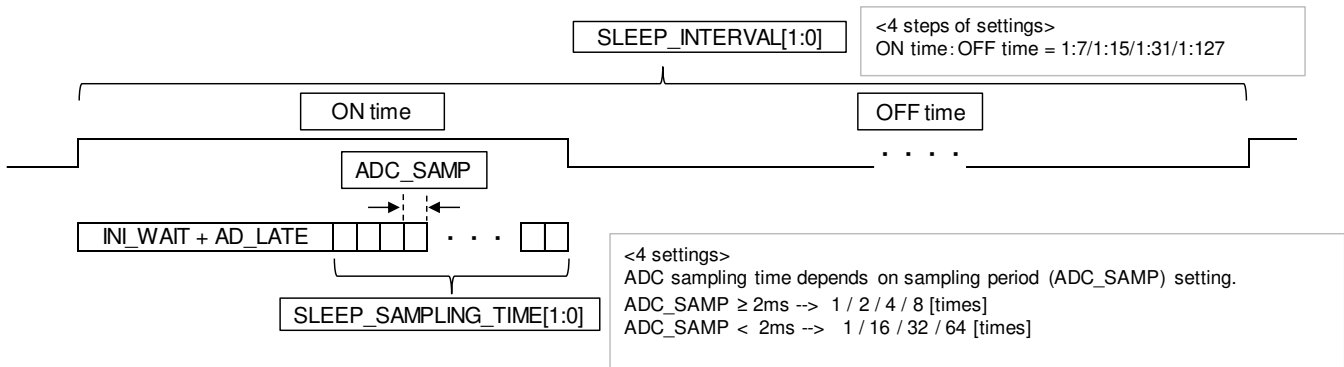 SLEEP_INTERVAL[1:0]
<4 steps of settings>
ON time : OFF time = 1:7/1:15/1:31/1:127
ON time
OFF time
. . . .
ADC_SAMP
INI_WAIT + AD_LATE
. . .
SLEEP_SAMPLING_TIME[1:0]
<4 settings>
ADC sampling time depends on sampling period (ADC_SAMP) setting.
ADC_SAMP ≥ 2ms --> 1 / 2 / 4 / 8 [times]
ADC_SAMP < 2ms --> 1 / 16 / 32 / 64 [times]